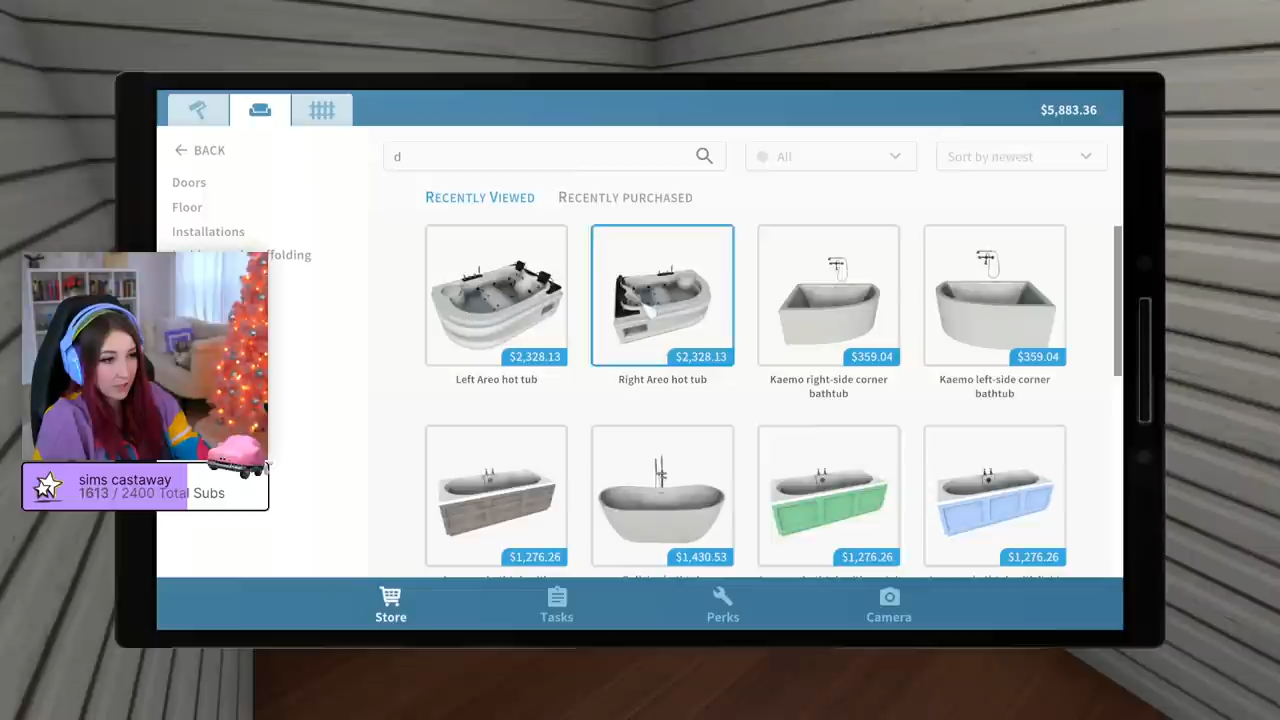 $5,883.36
BACK
d
All
Sort by newest
Doors
Floor
Installations
ffolding
RECENTLY VIEWED
RECENTLY PURCHASED
$2,328.13
$2,328.13
$359.04
$359.04
Left Areo hot tub
Right Areo hot tub
Kaemo right-side corner
bathtub
Kaemo left-side corner
bathtub
sims castaway
1613 / 2400 Total Subs
$1,276.26
$1,430.53
$1,276.26
$1,276.26
Store
Tasks
Perks
Camera